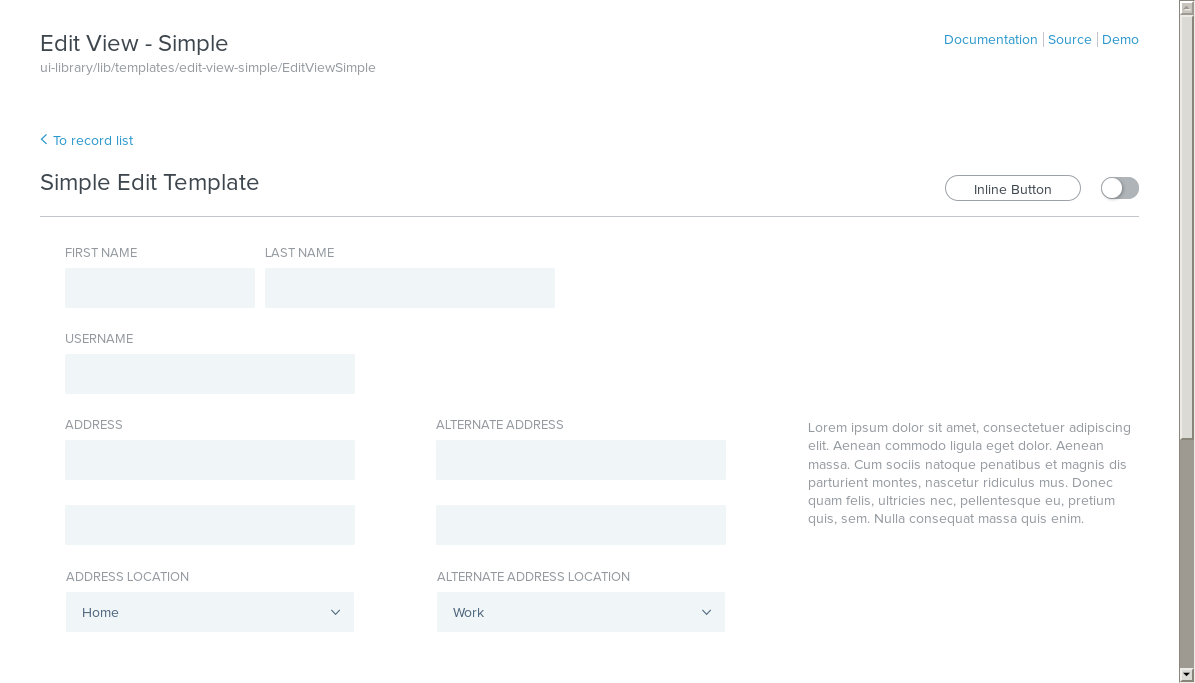 Edit View - Simple
Documentation
Source
Demo
ui-library/lib/templates/edit-view-simple/EditViewSimple
To record list
Simple Edit Template
Inline Button
FIRST NAME
LAST NAME
USERNAME
ADDRESS
ALTERNATE ADDRESS
Lorem ipsum dolor sit amet, consectetuer adipiscing
elit. Aenean commodo ligula eget dolor. Aenean
massa. Cum sociis natoque penatibus et magnis dis
parturient montes, nascetur ridiculus mus. Donec
quam felis, ultricies nec, pellentesque eu, pretium
quis, sem. Nulla consequat massa quis enim.
ADDRESS LOCATION
ALTERNATE ADDRESS LOCATION
Home
Work